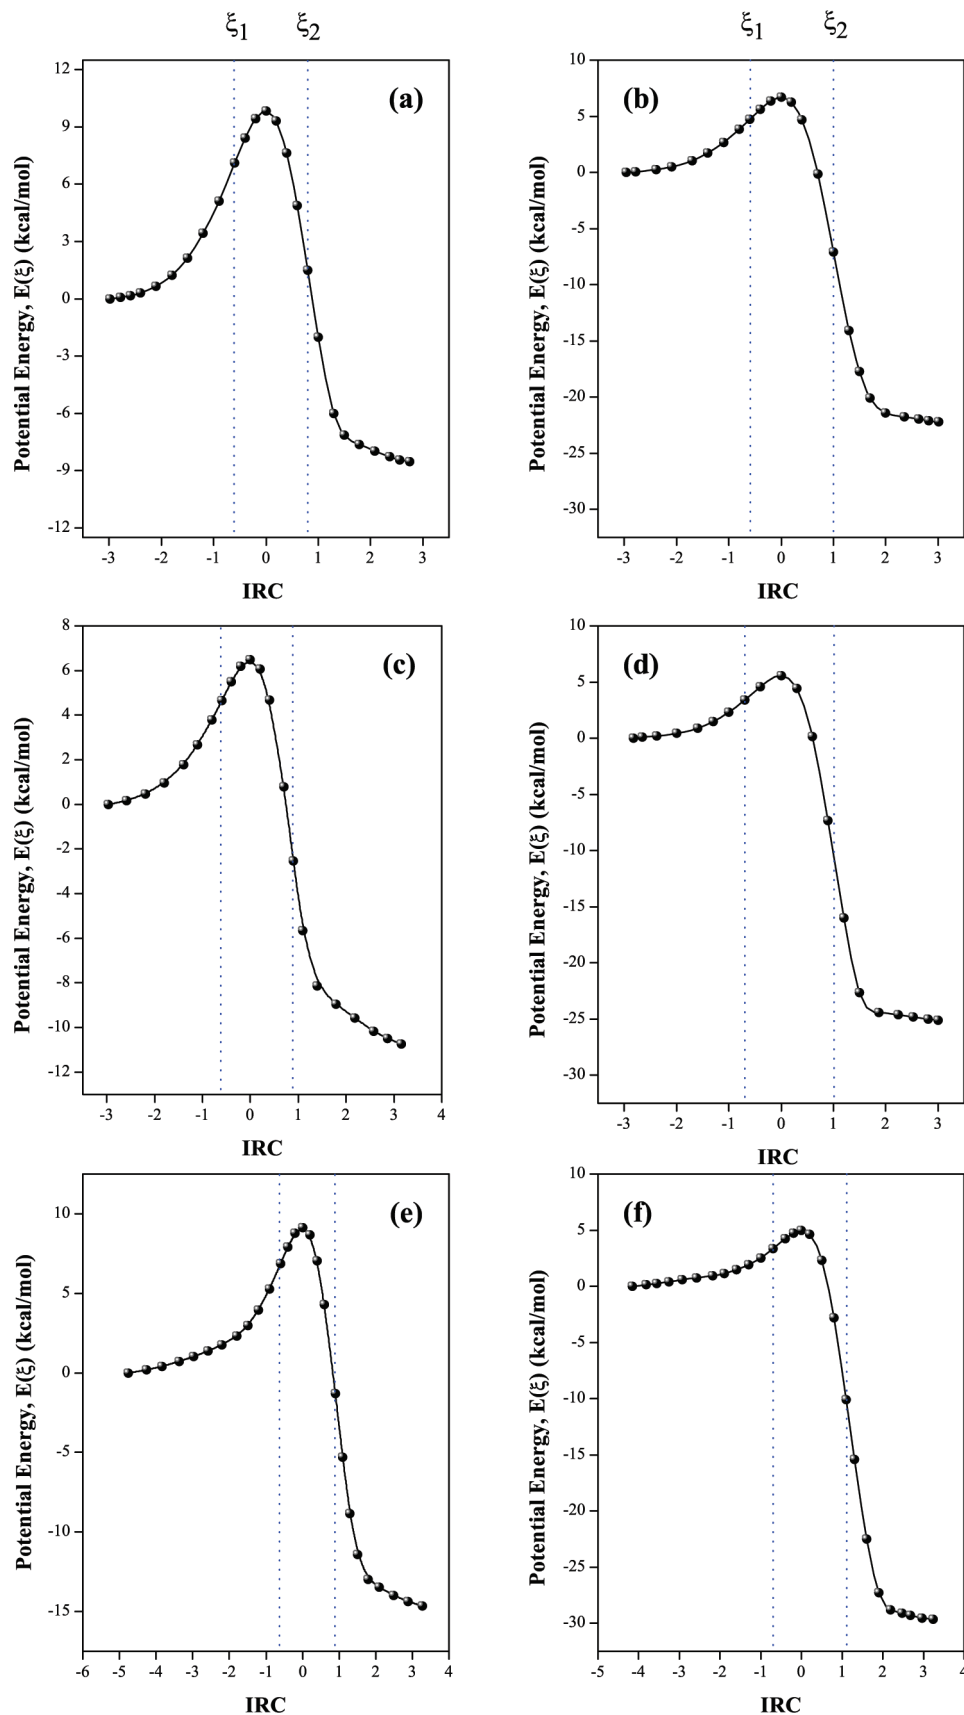 ξ1 ξ2 ξ1 ξ2
(a)
Potential Energy, E(ξ) (kcal/mol)
12
9
6
3
0
-3
-6
-9
-12
-3 -2 -1 0 1 2 3
IRC
(b)
Potential Energy, E(ξ) (kcal/mol)
10
5
0
-5
-10
-15
-20
-25
-30
-3 -2 -1 0 1 2 3
IRC
(c)
Potential Energy, E(ξ) (kcal/mol)
8
6
4
2
0
-2
-4
-6
-8
-10
-12
-3 -2 -1 0 1 2 3 4
IRC
(d)
Potential Energy, E(ξ) (kcal/mol)
10
5
0
-5
-10
-15
-20
-25
-30
-3 -2 -1 0 1 2 3
IRC
(e)
Potential Energy, E(ξ) (kcal/mol)
10
5
0
-5
-10
-15
-6 -5 -4 -3 -2 -1 0 1 2 3 4
IRC
(f)
Potential Energy, E(ξ) (kcal/mol)
10
5
0
-5
-10
-15
-20
-25
-30
-5 -4 -3 -2 -1 0 1 2 3 4
IRC